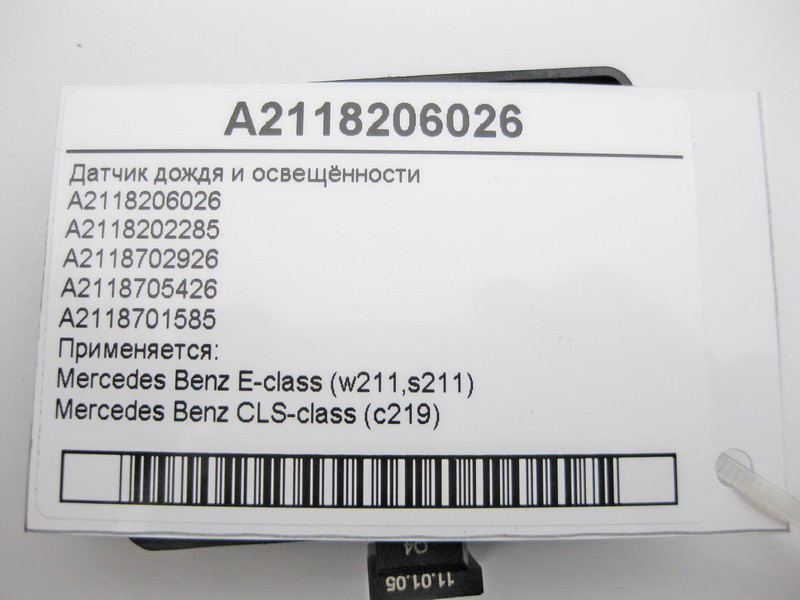 A2118206026
Датчик дождя и освещённости
A2118206026
A2118202285
A2118702926
A2118705426
A2118701585
Применяется:
Mercedes Benz E-class (w211,s211)
Mercedes Benz CLS-class (c219)
Q4
11.01.05